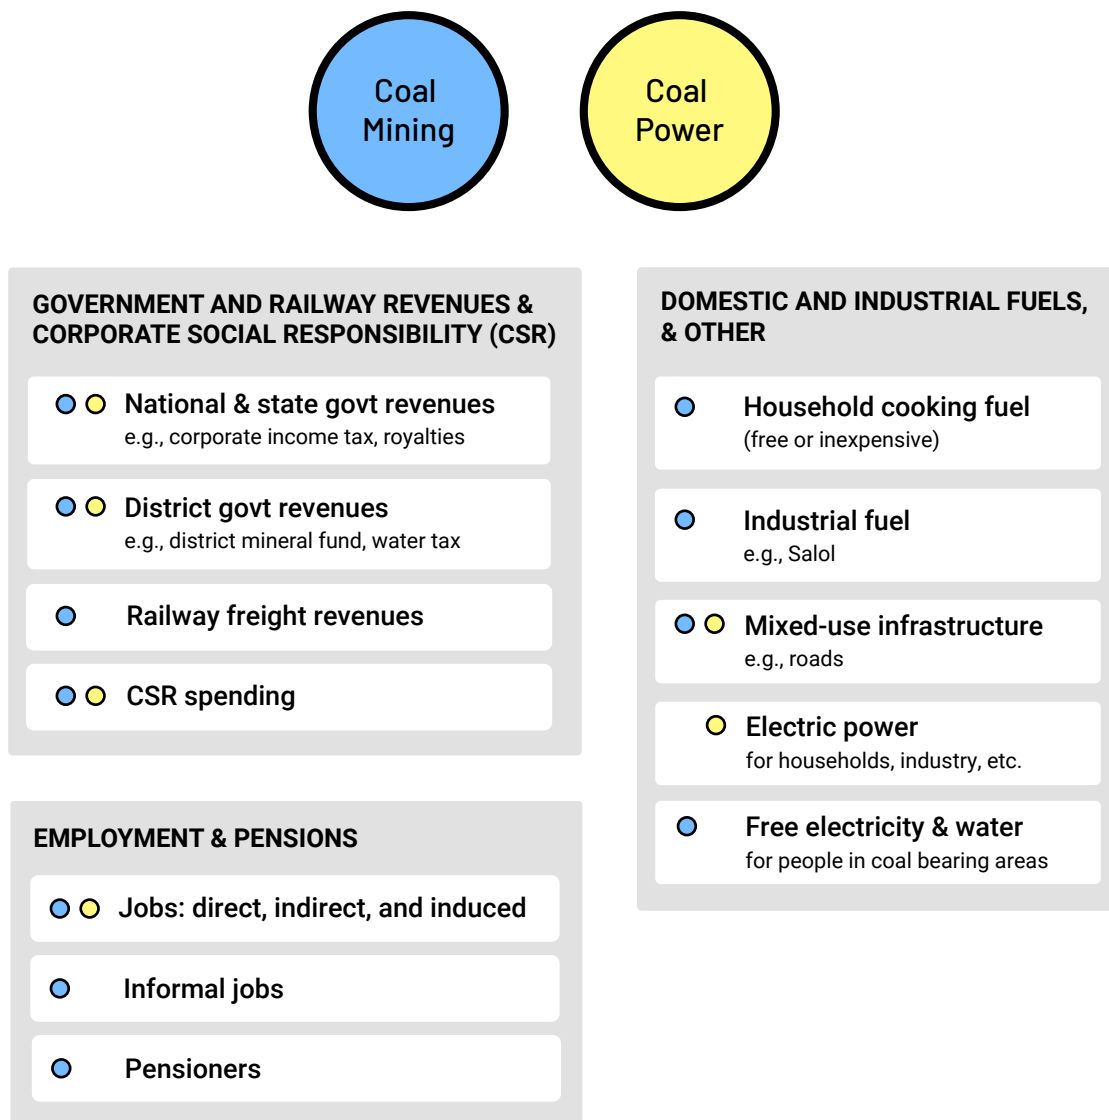 Coal
Mining
Coal
Power
GOVERNMENT AND RAILWAY REVENUES &
CORPORATE SOCIAL RESPONSIBILITY (CSR)
National & state govt revenues
e.g., corporate income tax, royalties
District govt revenues
e.g., district mineral fund, water tax
Railway freight revenues
CSR spending
EMPLOYMENT & PENSIONS
Jobs: direct, indirect, and induced
Informal jobs
Pensioners
DOMESTIC AND INDUSTRIAL FUELS,
& OTHER
Household cooking fuel
(free or inexpensive)
Industrial fuel
e.g., Salol
Mixed-use infrastructure
e.g., roads
Electric power
for households, industry, etc.
Free electricity & water
for people in coal bearing areas